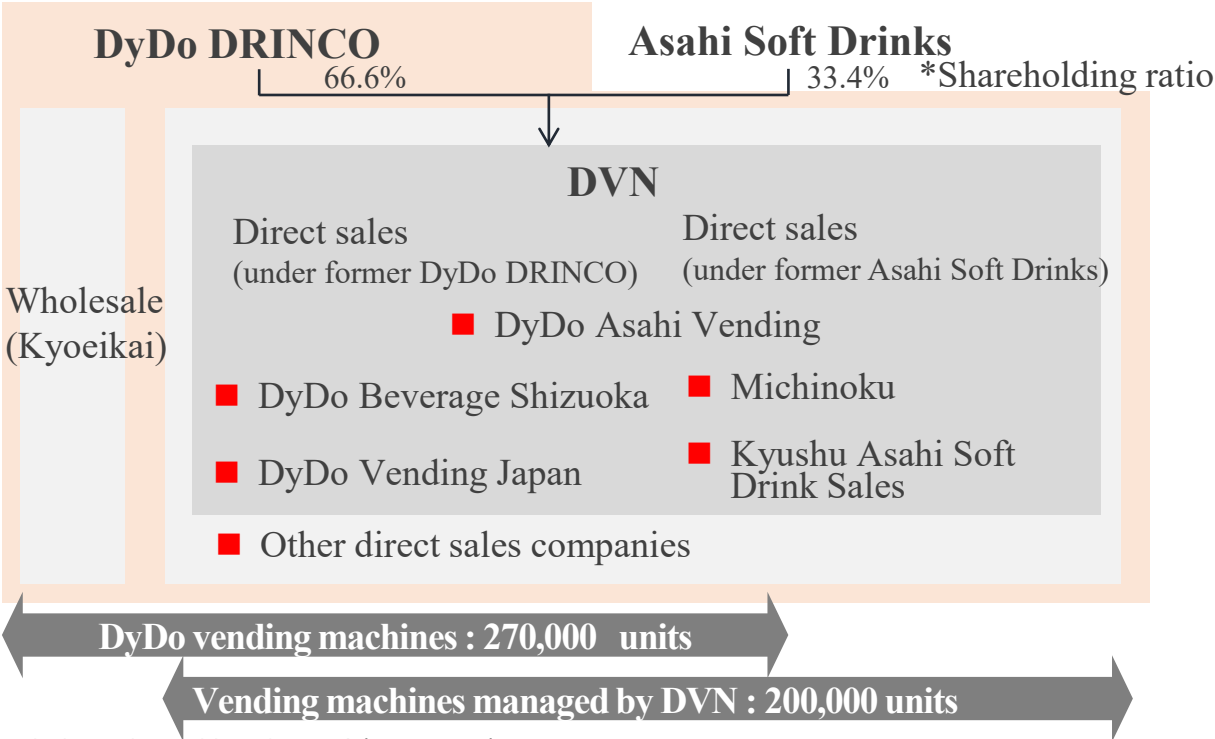 DyDo DRINCO
Asahi Soft Drinks
66.6%
33.4% *Shareholding ratio
DVN
Direct sales
(under former DyDo DRINCO)
Direct sales
(under former Asahi Soft Drinks)
Wholesale
(Kyoeikai)
DyDo Asahi Vending
DyDo Beverage Shizuoka
Michinoku
DyDo Vending Japan
Kyushu Asahi Soft
Drink Sales
Other direct sales companies
DyDo vending machines : 270,000 units
Vending machines managed by DVN : 200,000 units